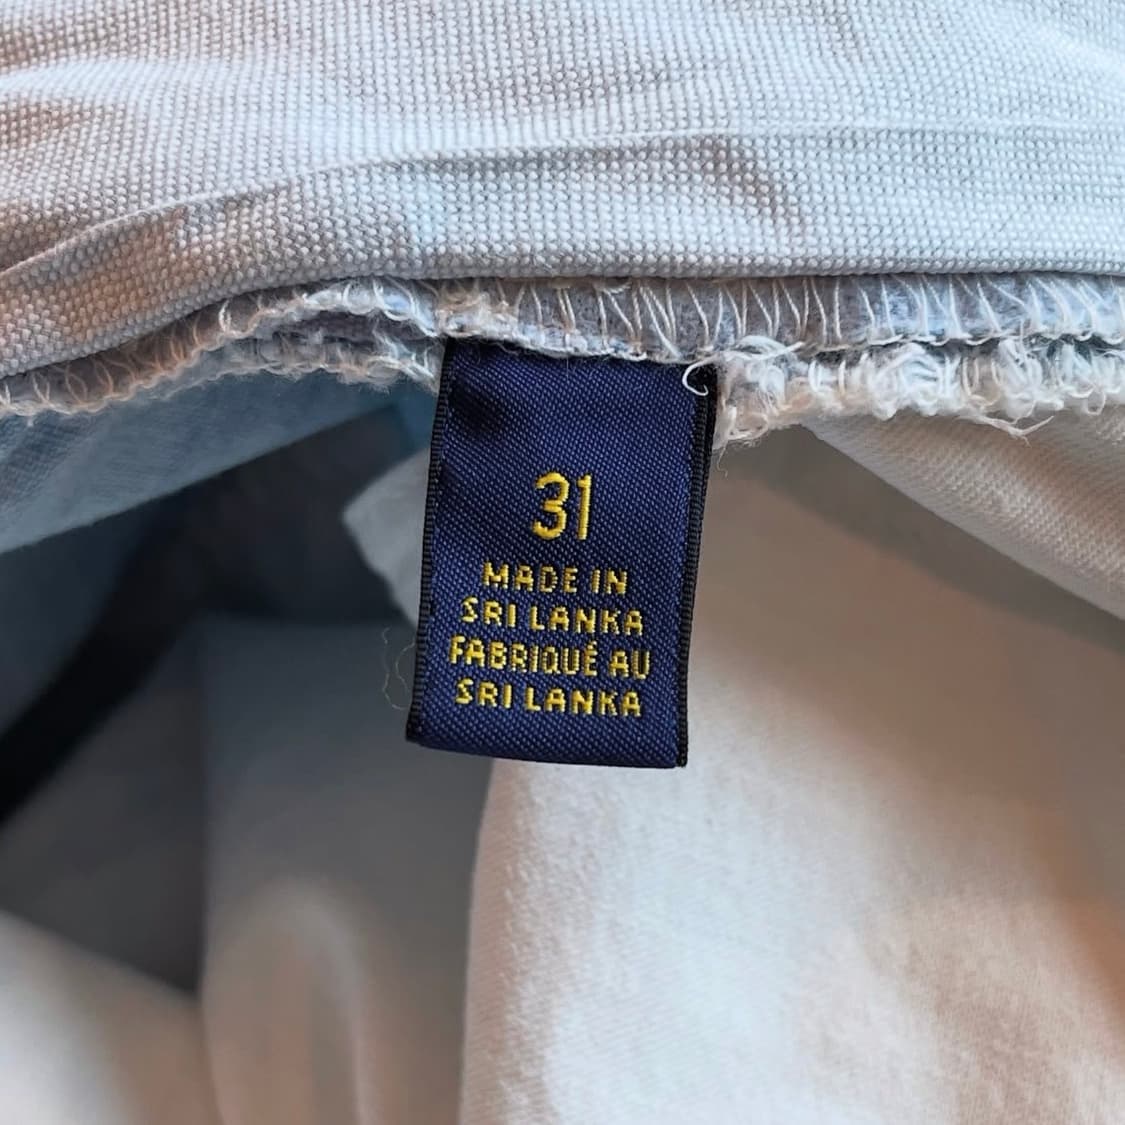 31
MADE IN
SRI LANKA
FABRIQUÉ AU
SRI LANKA